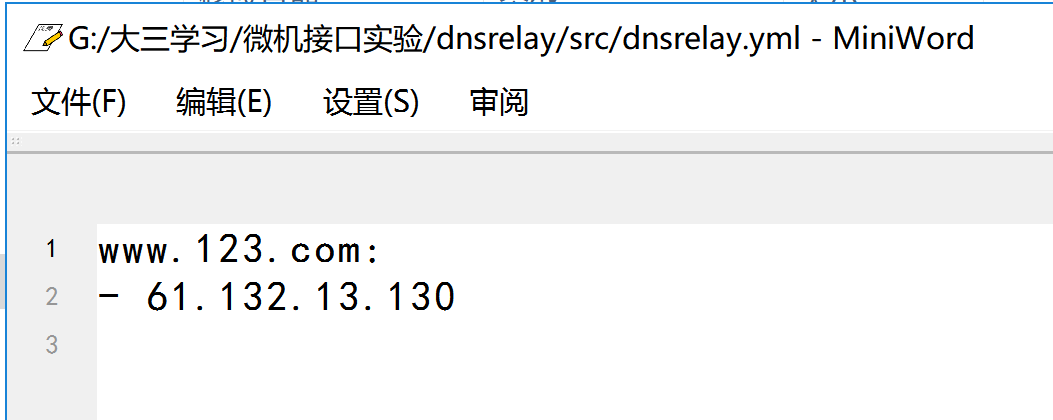 G:/大三学习/微机接口实验/dnsrelay/src/dnsrelay.yml - MiniWord
文件(F) 编辑(E) 设置(S) 审阅
1 www.123.com:
2 - 61.132.13.130
3